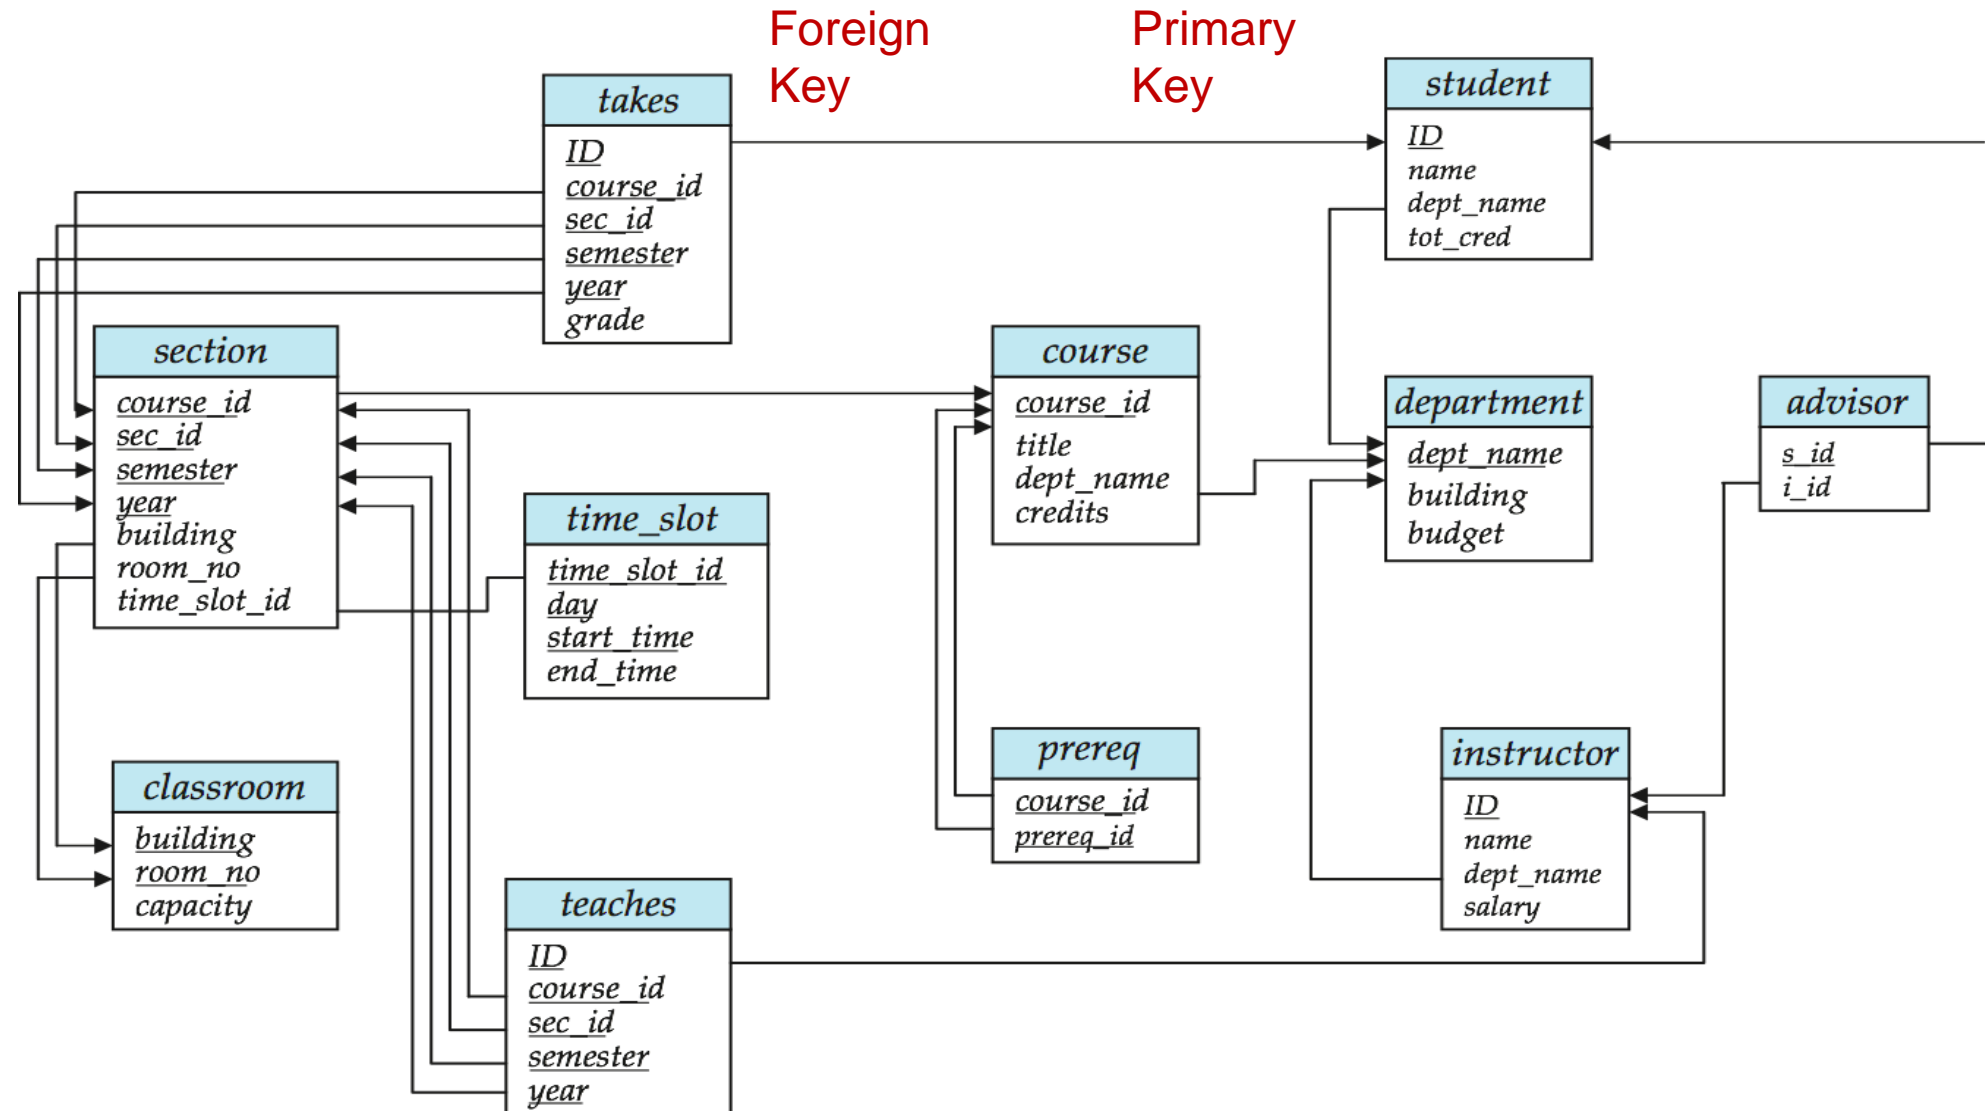 Foreign
Key
Primary
Key
takes
ID
course_id
sec_id
semester
year
grade
student
ID
name
dept_name
tot_cred
section
course_id
sec_id
semester
year
building
room_no
time_slot_id
time_slot
time_slot_id
day
start_time
end_time
course
course_id
title
dept_name
credits
department
dept_name
building
budget
advisor
s_id
i_id
classroom
building
room_no
capacity
prereq
course_id
prereq_id
instructor
ID
name
dept_name
salary
teaches
ID
course_id
sec_id
semester
year